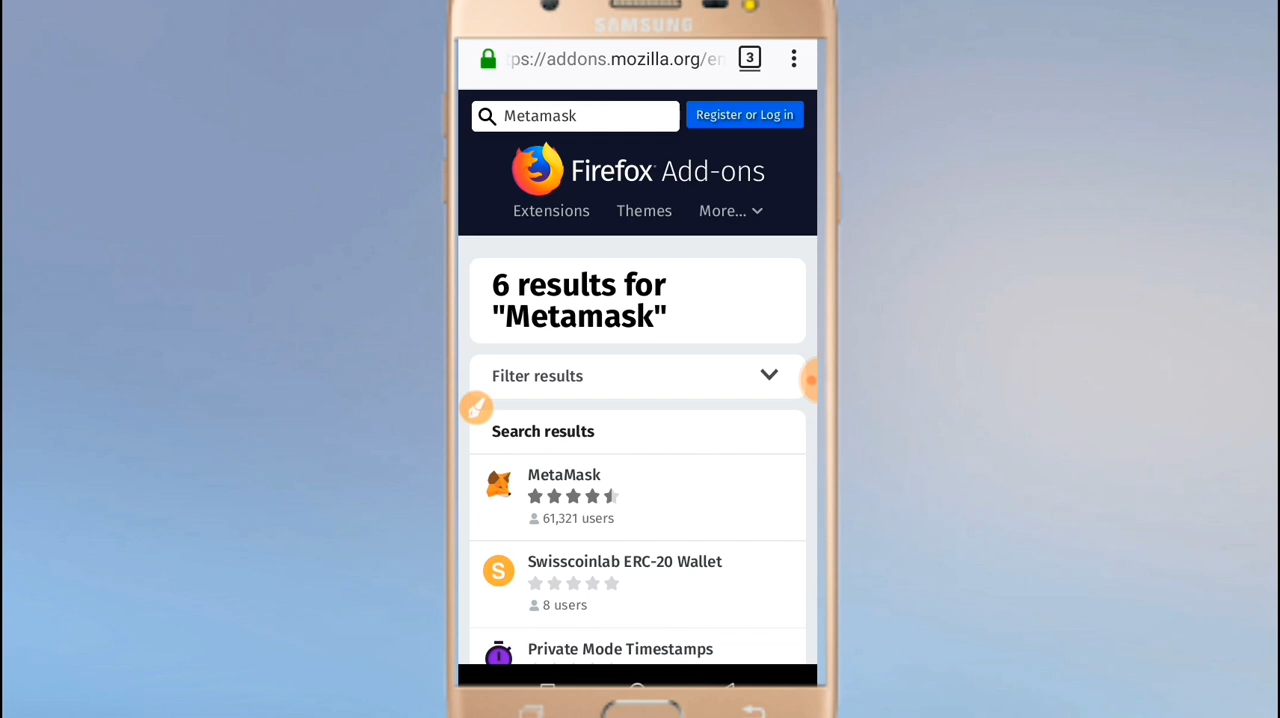 SAMSUNG
tps://addons.mozilla.org/en
3
Metamask
Register or Log in
Firefox Add-ons
Extensions
Themes
More...
6 results for
"Metamask"
Filter results
Search results
MetaMask
61,321 users
S
Swisscoinlab ERC-20 Wallet
8 users
Private Mode Timestamps